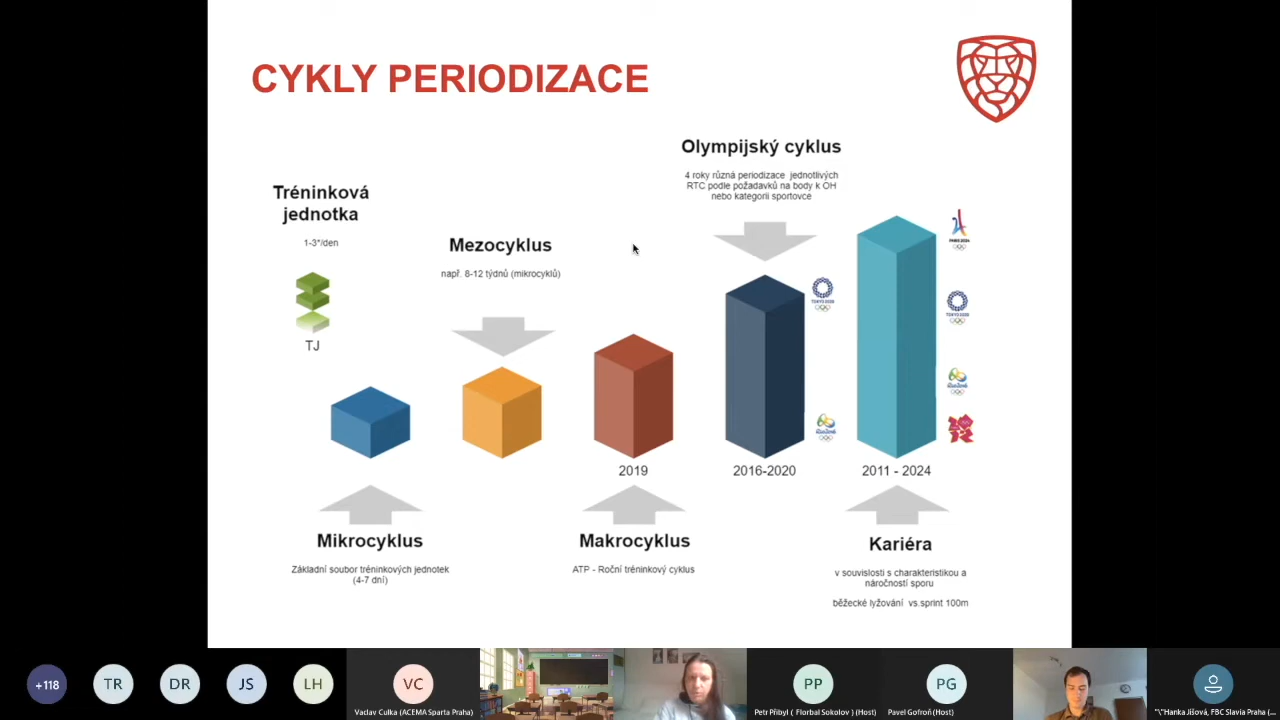 CYKLY PERIODIZACE
Olympijský cyklus
4 roky různá periodizace jednotlivých
RTC podle požadavků na body k OH
nebo kategorii sportovce
Tréninková
jednotka
1-3*/den
TJ
Mezocyklus
např. 8-12 týdnů (mikrocyklů)
2019
2016-2020
2011 - 2024
Mikrocyklus
Základní soubor tréninkových jednotek
(4-7 dní)
Makrocyklus
ATP - Roční tréninkový cyklus
Kariéra
v souvislosti s charakteristikou a
náročností sporu
běžecké lyžování vs.sprint 100m
+118
TR
DR
JS
LH
VC
Vaclav Culka (ACEMA Sparta Praha)
PP
Petr Přibyl ( Florbal Sokolov ) (Host)
PG
Pavel Gofroň (Host)
"\"Hanka Jišová, FBC Slavia Praha (...